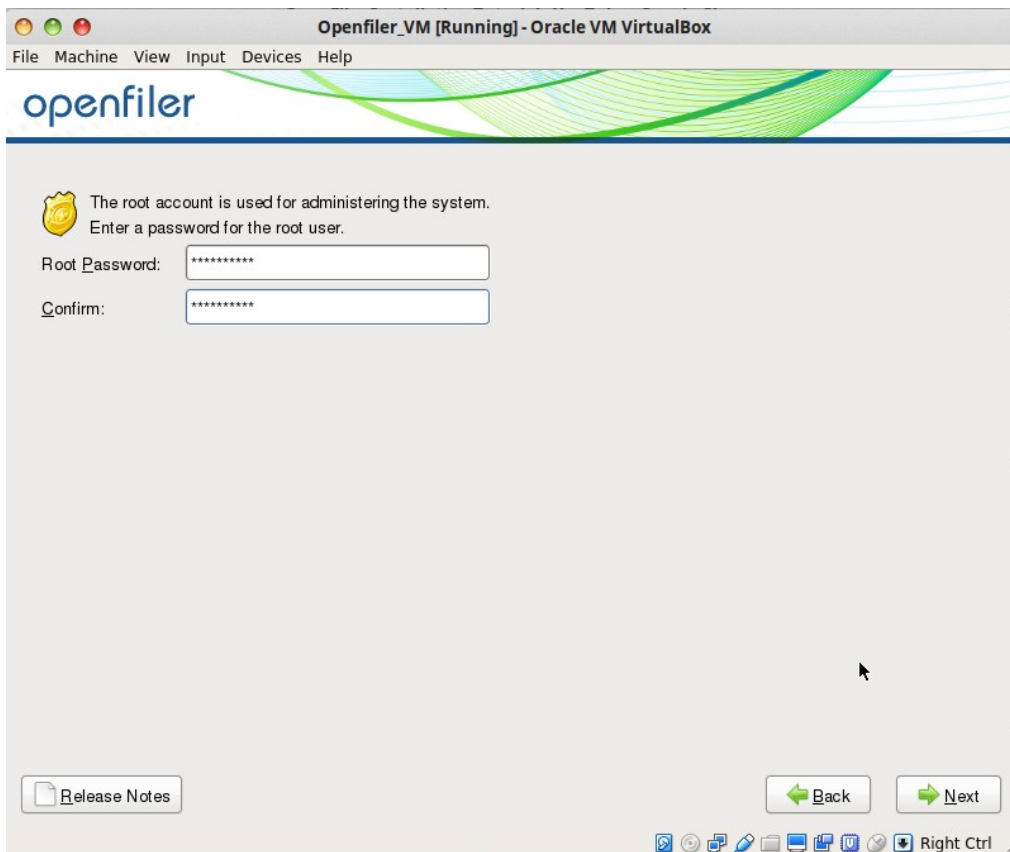 Openfiler_VM [Running] - Oracle VM VirtualBox
File Machine View Input Devices Help
openfiler
The root account is used for administering the system.
Enter a password for the root user.
Root Password: **********
Confirm: **********
Release Notes
Back
Next
Right Ctrl